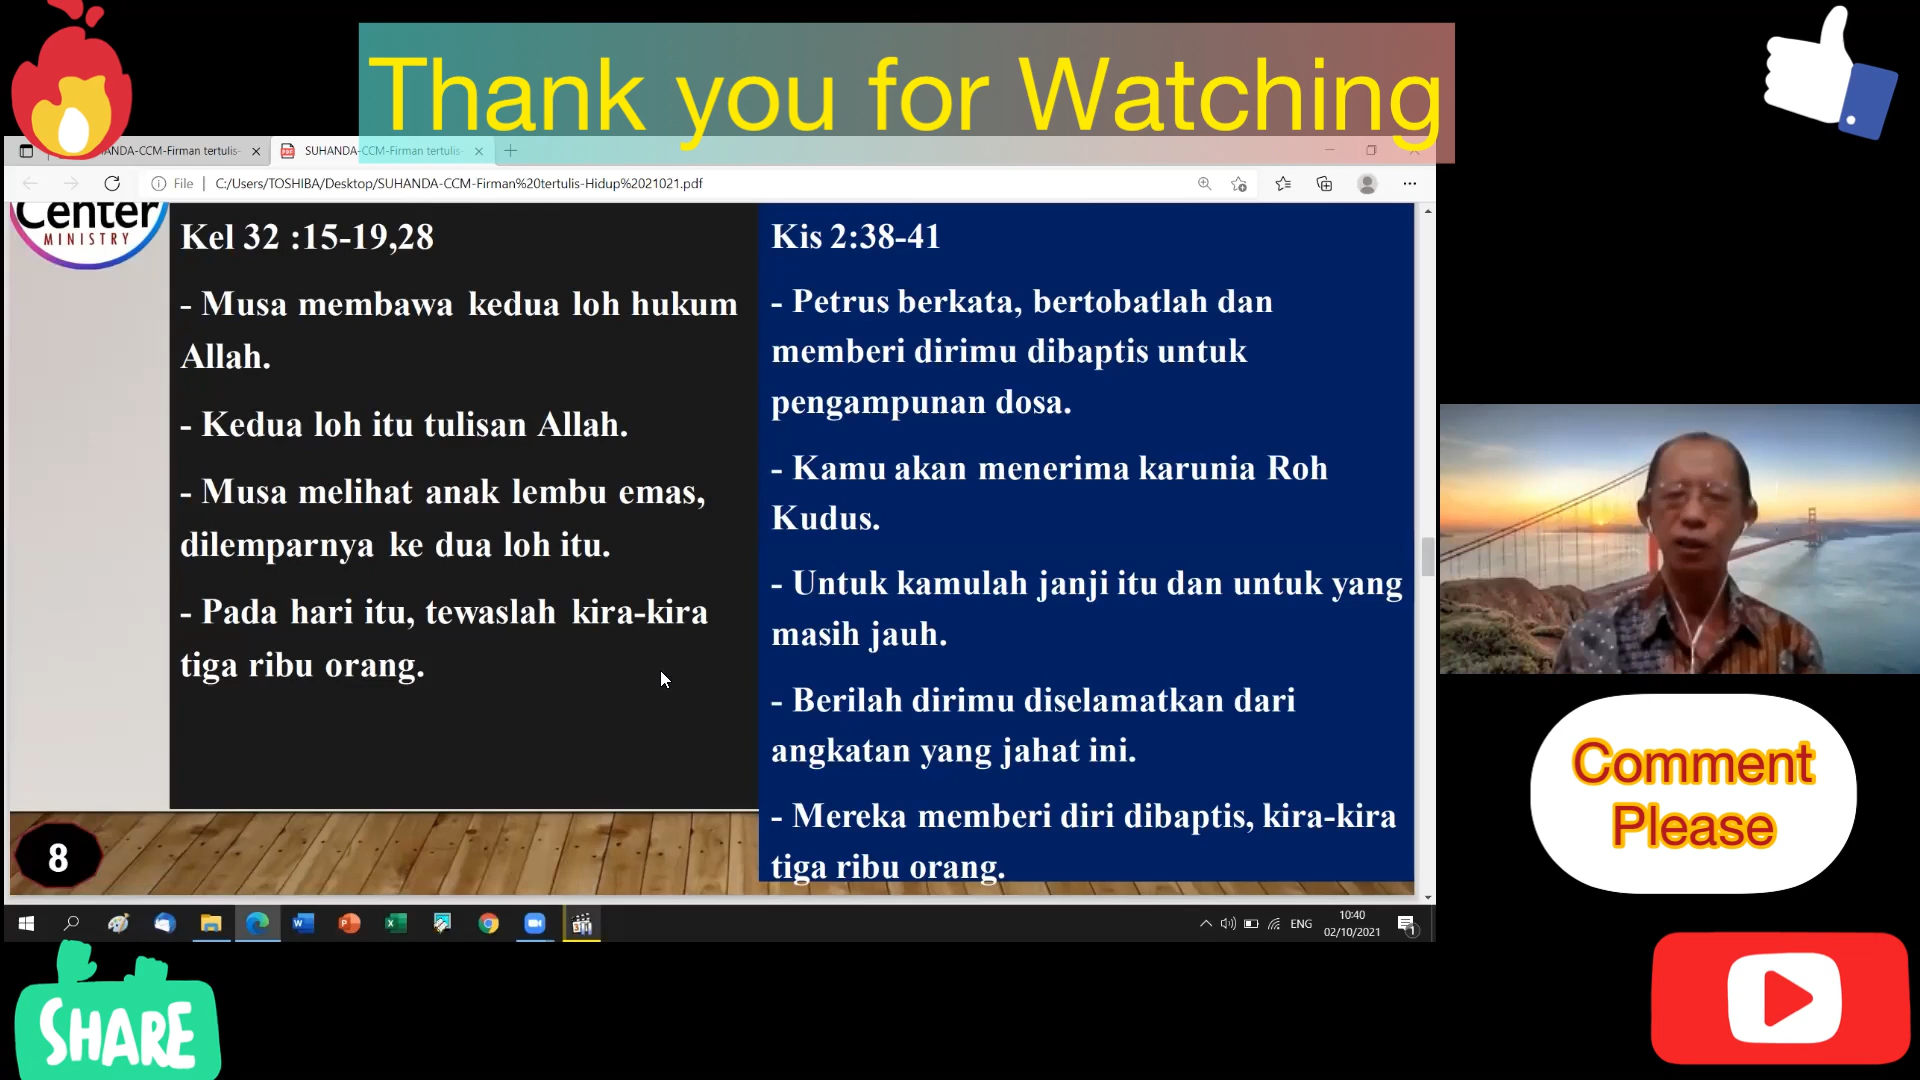 Thank you for Watching
ANDA-CCM-Firman tertulis-
SUHANDA-CCM-Firman tertulis-
File
C:/Users/TOSHIBA/Desktop/SUHANDA-CCM-Firman%20tertulis-Hidup%2021021.pdf
Center
MINISTRY
Kel 32 :15-19,28
- Musa membawa kedua loh hukum
Allah.
- Kedua loh itu tulisan Allah.
- Musa melihat anak lembu emas,
dilemparnya ke dua loh itu.
- Pada hari itu, tewaslah kira-kira
tiga ribu orang.
8
Kis 2:38-41
- Petrus berkata, bertobatlah dan
memberi dirimu dibaptis untuk
pengampunan dosa.
- Kamu akan menerima karunia Roh
Kudus.
- Untuk kamulah janji itu dan untuk yang
masih jauh.
- Berilah dirimu diselamatkan dari
angkatan yang jahat ini.
- Mereka memberi diri dibaptis, kira-kira
tiga ribu orang.
Comment
Please
ENG
10:40
02/10/2021
1
SHARE